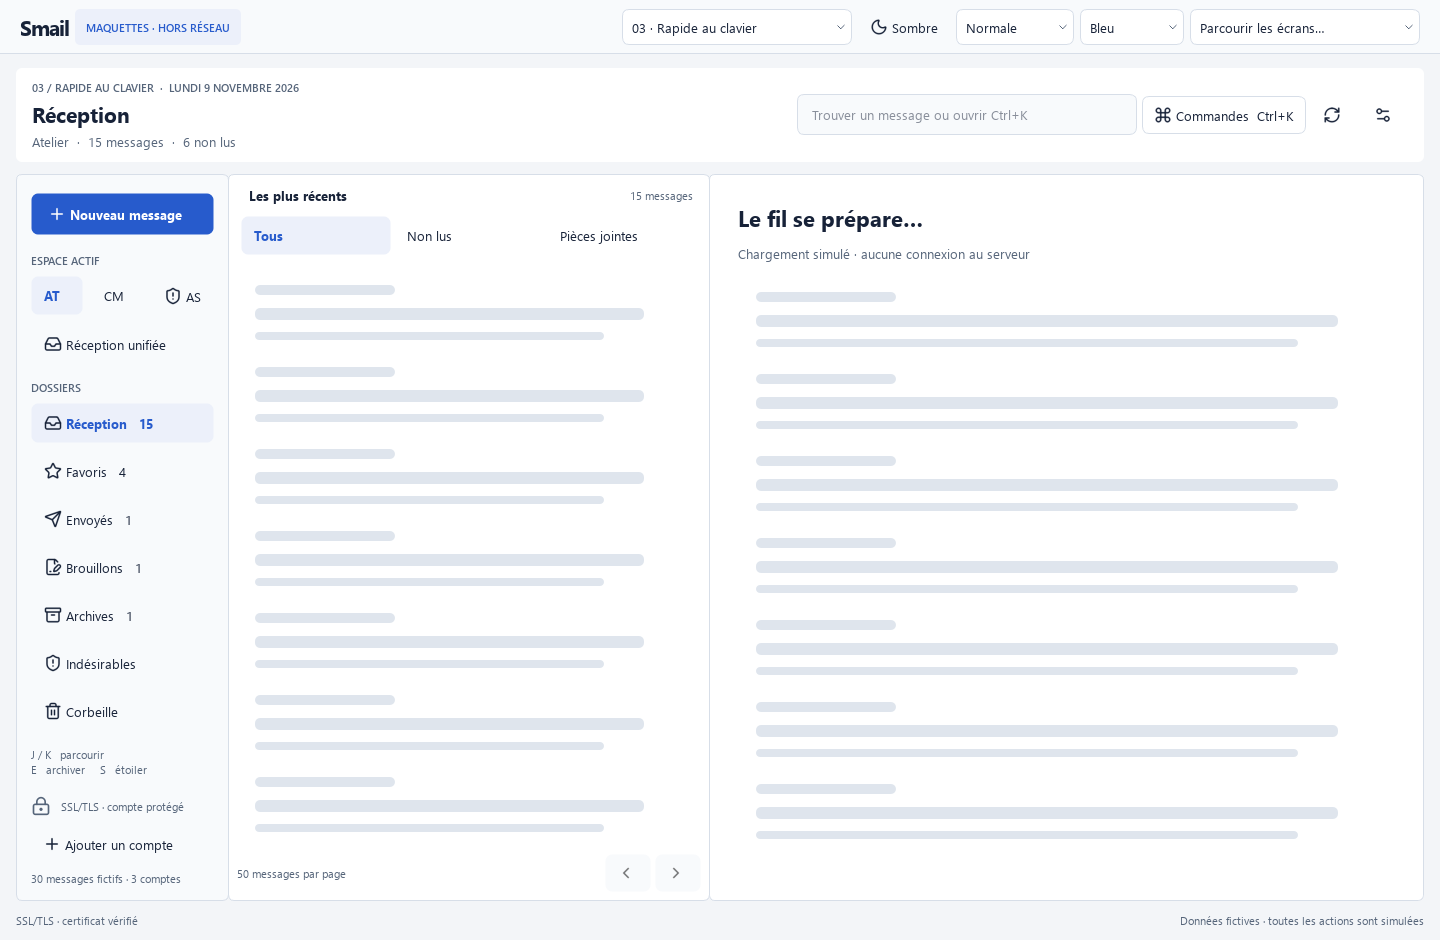 Smail
MAQUETTES · HORS RÉSEAU
03 · Rapide au clavier
Sombre
Normale
Bleu
Parcourir les écrans...
03 / RAPIDE AU CLAVIER · LUNDI 9 NOVEMBRE 2026
Réception
Atelier · 15 messages · 6 non lus
Trouver un message ou ouvrir Ctrl+K
Commandes Ctrl+K
Nouveau message
ESPACE ACTIF
AT
CM
AS
Réception unifiée
DOSSIERS
Réception 15
Favoris 4
Envoyés 1
Brouillons 1
Archives 1
Indésirables
Corbeille
J / K parcourir
E archiver S étoiler
SSL/TLS · compte protégé
Ajouter un compte
30 messages fictifs · 3 comptes
Les plus récents
15 messages
Tous
Non lus
Pièces jointes
50 messages par page
Le fil se prépare...
Chargement simulé · aucune connexion au serveur
SSL/TLS · certificat vérifié
Données fictives · toutes les actions sont simulées